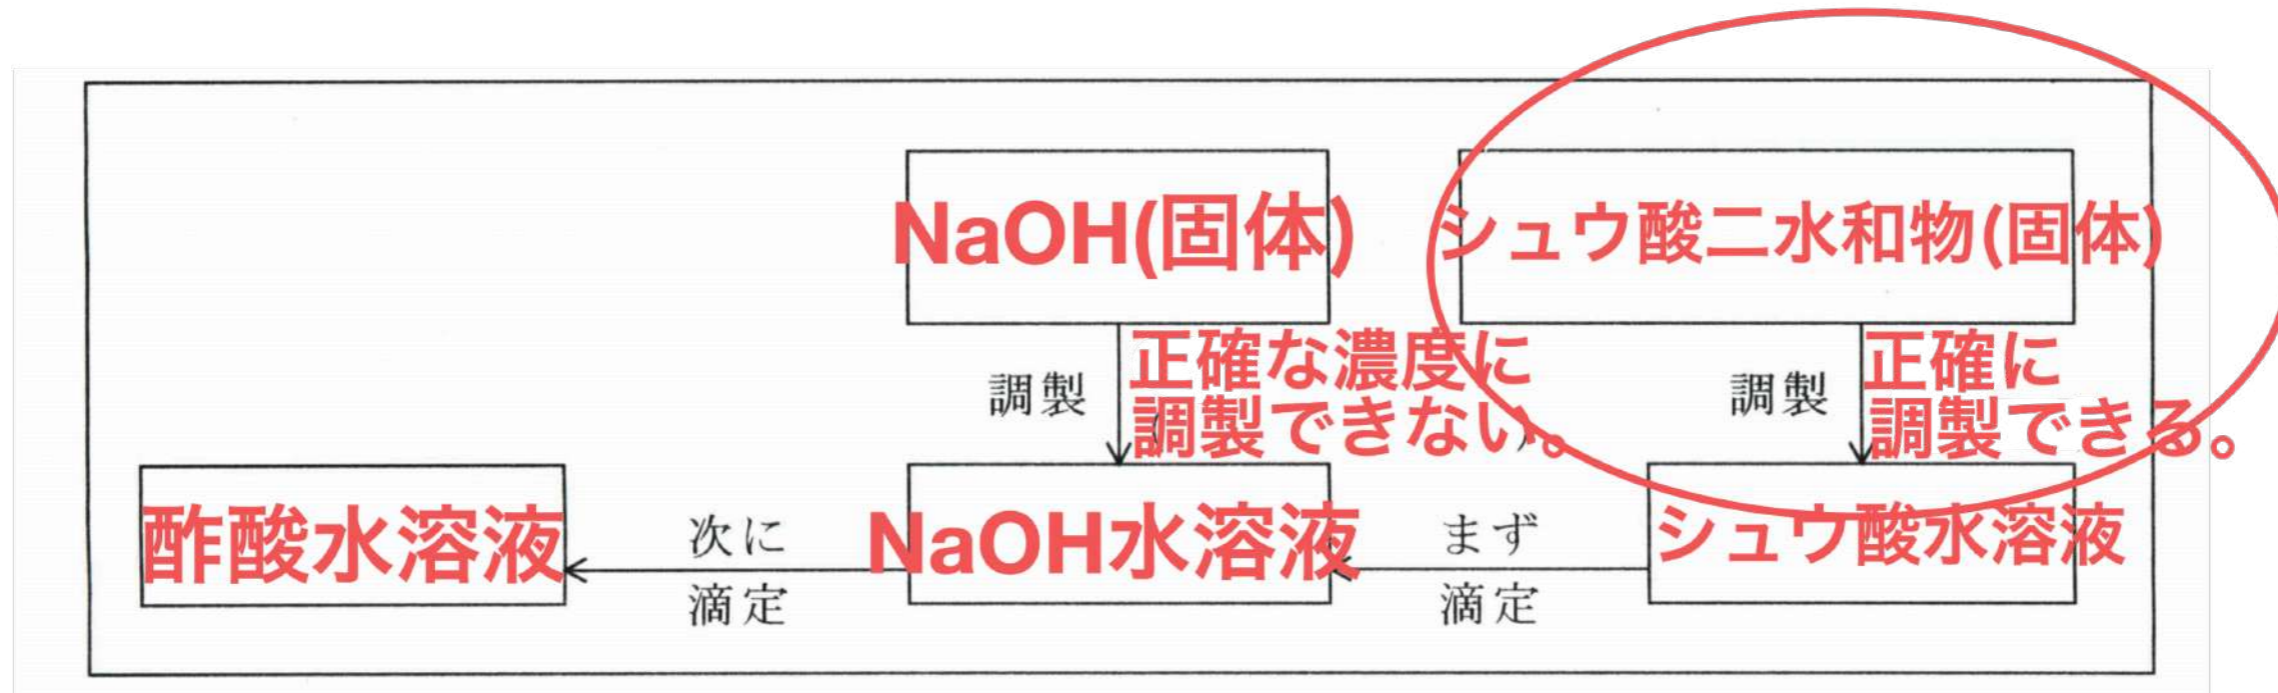 NaOH(固体)
シュウ酸二水和物(固体)
調製
正確な濃度に
調製できない。
調製
正確に
調製できる。
酢酸水溶液
次に
滴定
NaOH水溶液
まず
滴定
シュウ酸水溶液